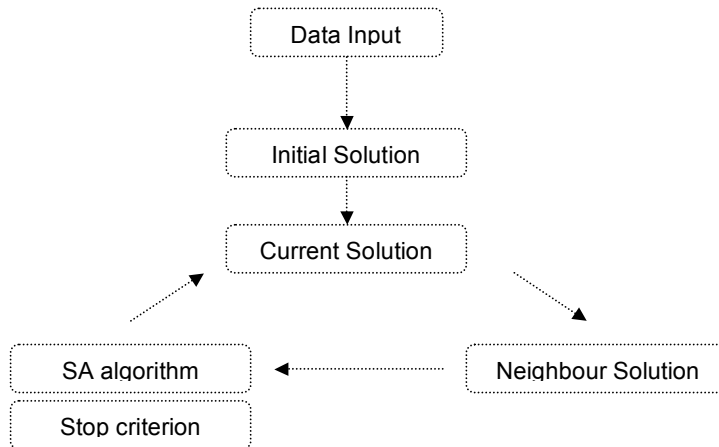 Data Input
Initial Solution
Current Solution
SA algorithm
Neighbour Solution
Stop criterion